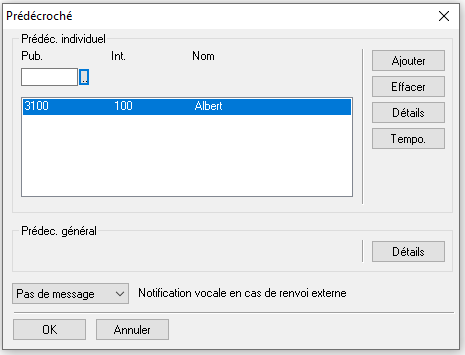 Prédécroché
Prédéc. individuel
Pub. Int. Nom
..
Ajouter
Effacer
Détails
Tempo.
3100 100 Albert
Prédec. général
Détails
Pas de message Notification vocale en cas de renvoi externe
OK Annuler